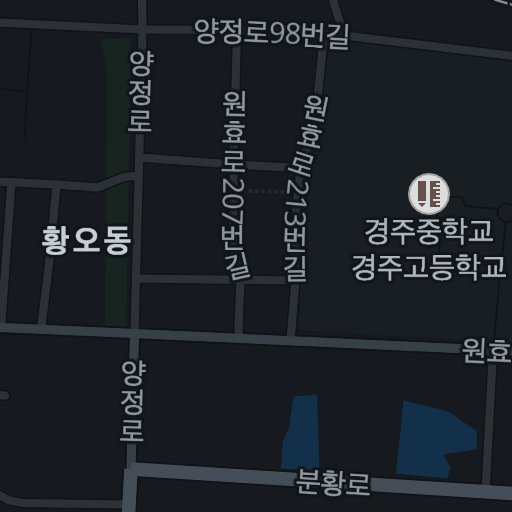 양정로98번길
양정로
원효로207번길
원효로213번길
경주중학교
경주고등학교
황오동
원효
양정로
분황로